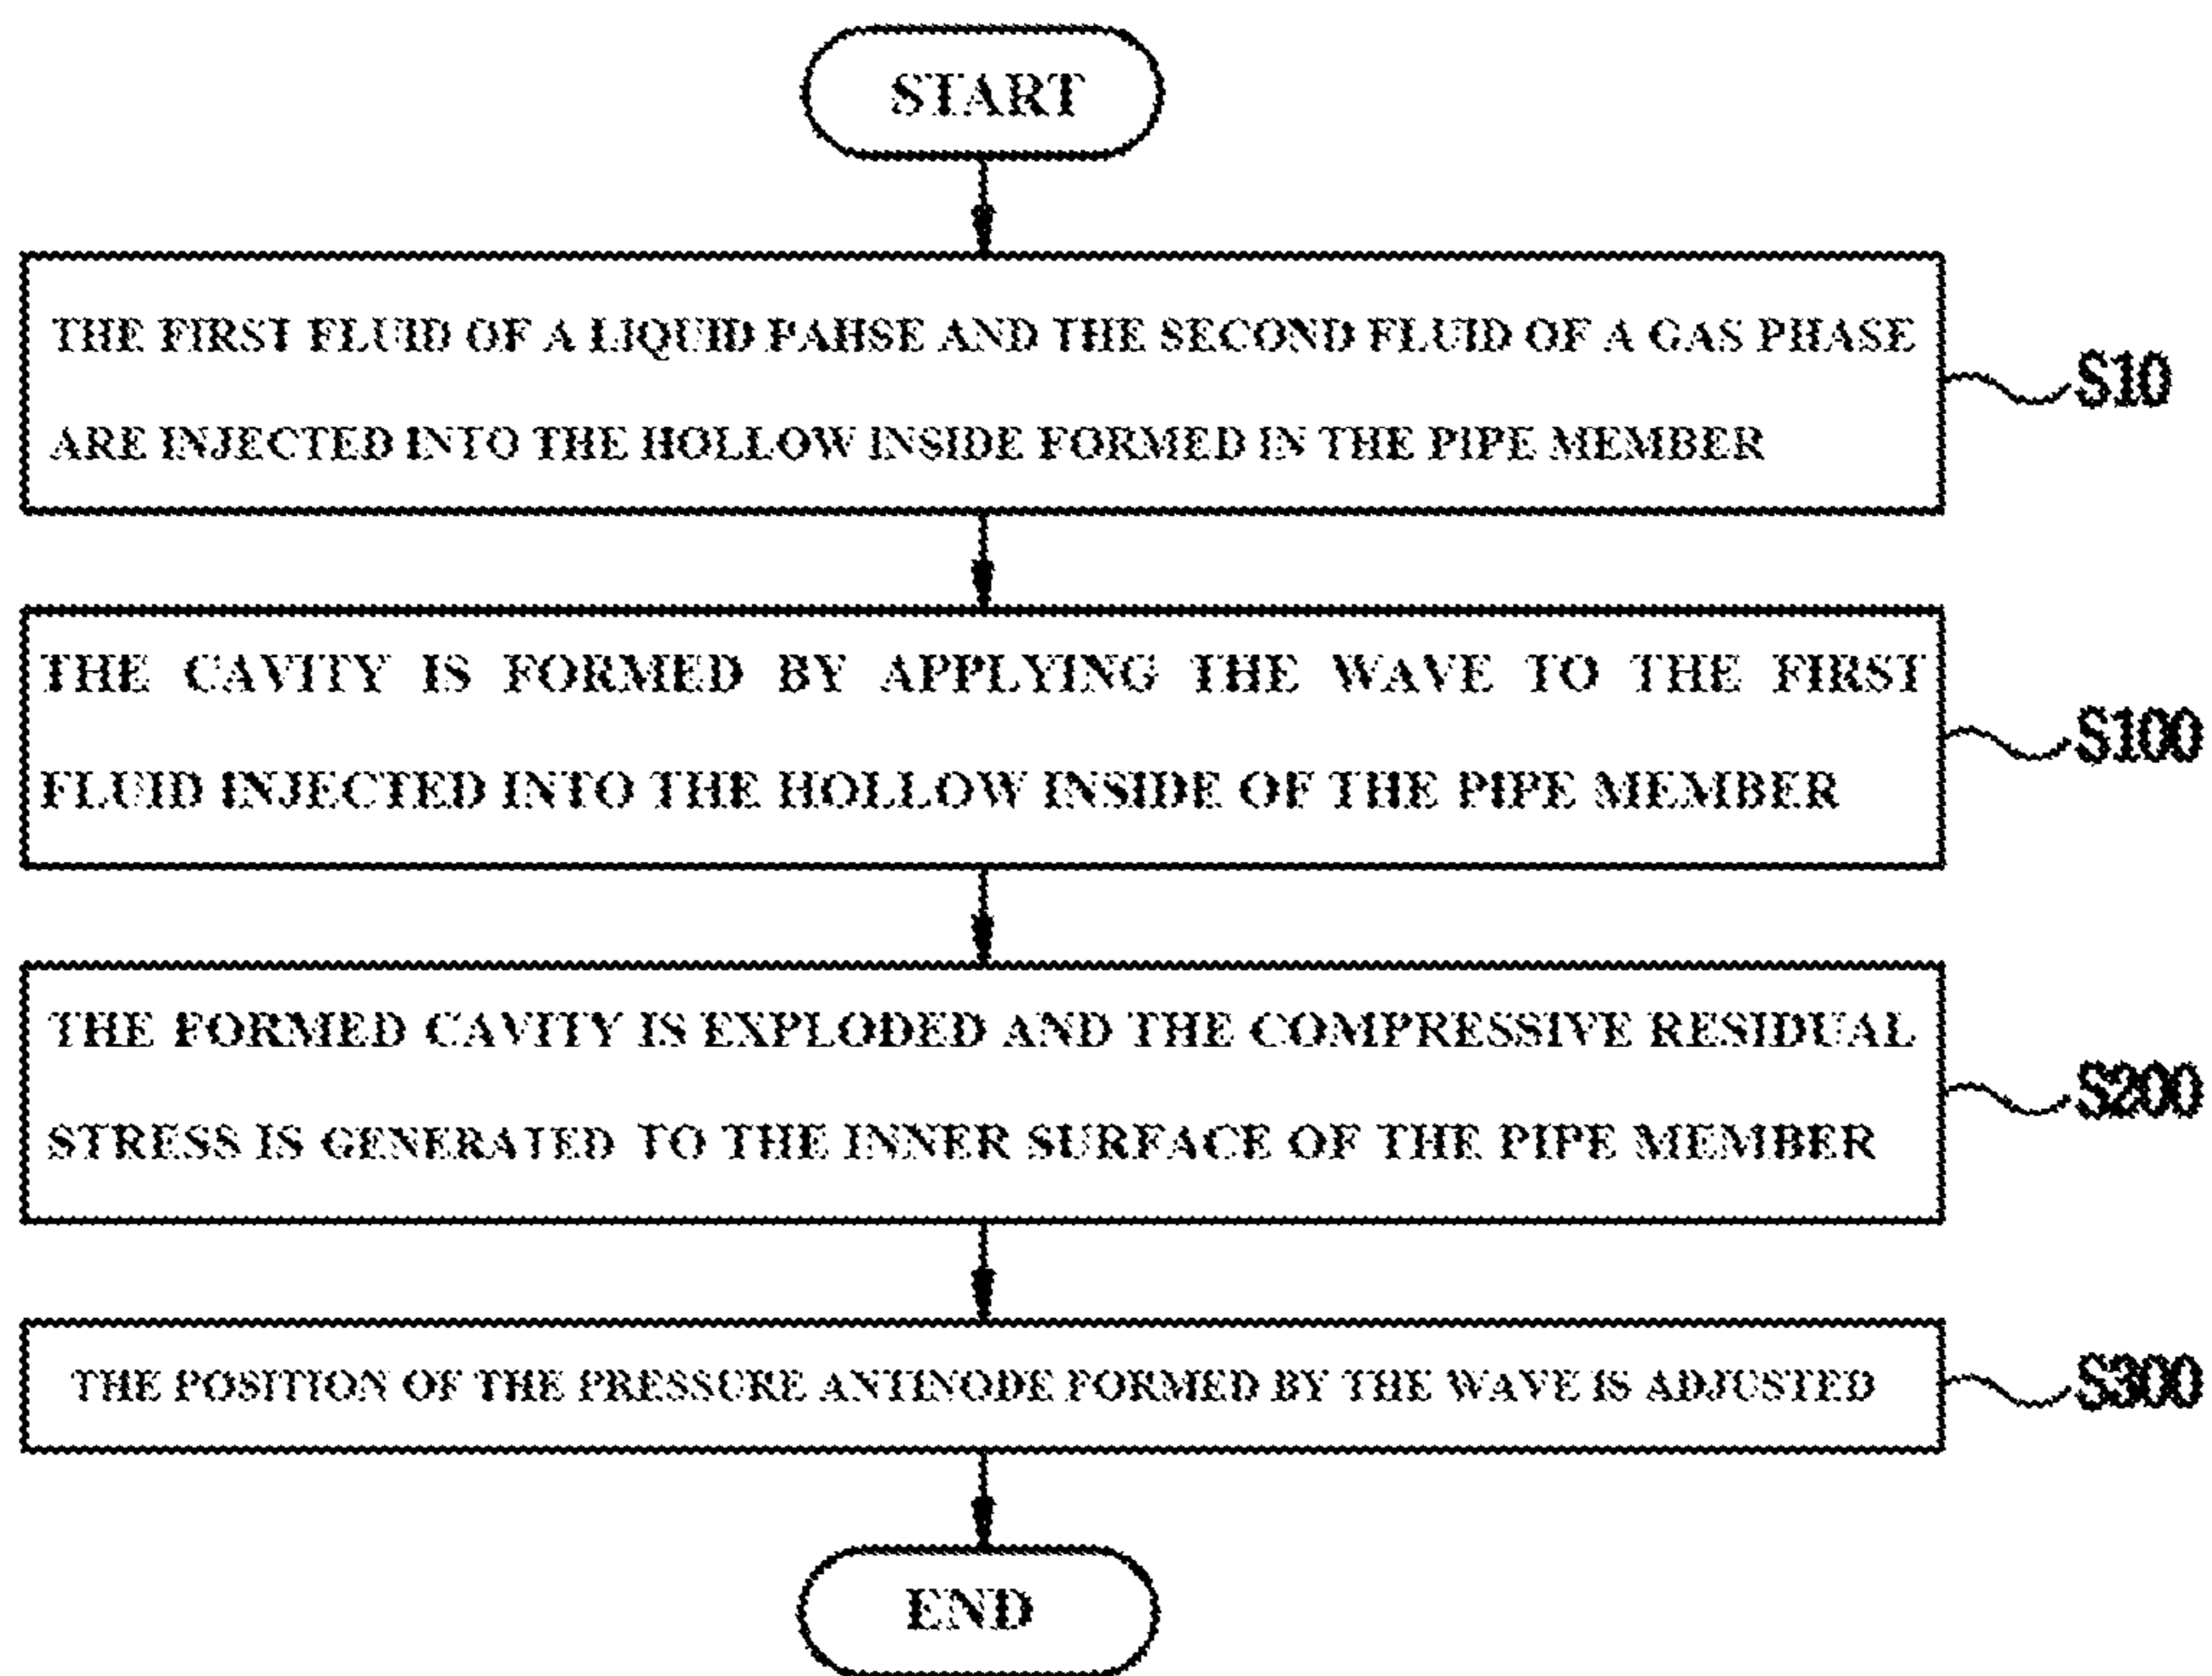 START
THE FIRST FLUID OF A LIQUID PAHSE AND THE SECOND FLUID OF A GAS PHASE
ARE INJECTED INTO THE HOLLOW INSIDE FORMED IN THE PIPE MEMBER
S10
THE CAVITY IS FORMED BY APPLYING THE WAVE TO THE FIRST
FLUID INJECTED INTO THE HOLLOW INSIDE OF THE PIPE MEMBER
S100
THE FORMED CAVITY IS EXPLODED AND THE COMPRESSIVE RESIDUAL
STRESS IS GENERATED TO THE INNER SURFACE OF THE PIPE MEMBER
S200
THE POSITION OF THE PRESSURE ANTINODE FORMED BY THE WAVE IS ADJUSTED
S300
END